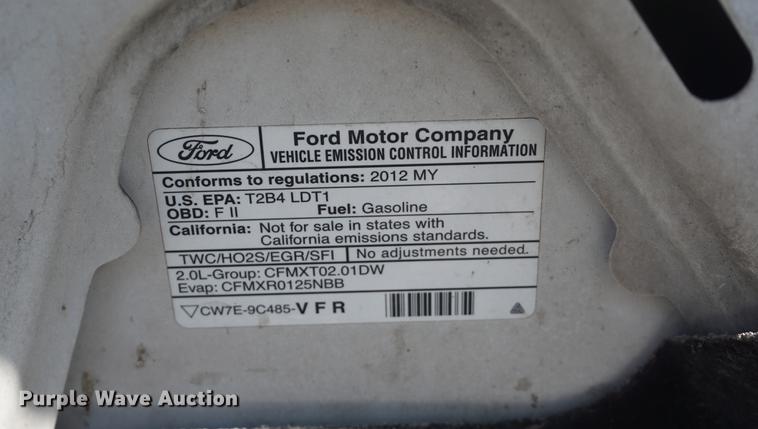 Ford
Ford Motor Company
VEHICLE EMISSION CONTROL INFORMATION
Conforms to regulations: 2012 MY
U.S. EPA: T2B4 LDT1
OBD: F II Fuel: Gasoline
California: Not for sale in states with
California emissions standards.
TWC/HO2S/EGR/SFI No adjustments needed.
2.0L-Group: CFMXT02.01DW
Evap: CFMXR0125NBB
CW7E-9C485-V F R
Purple Wave Auction